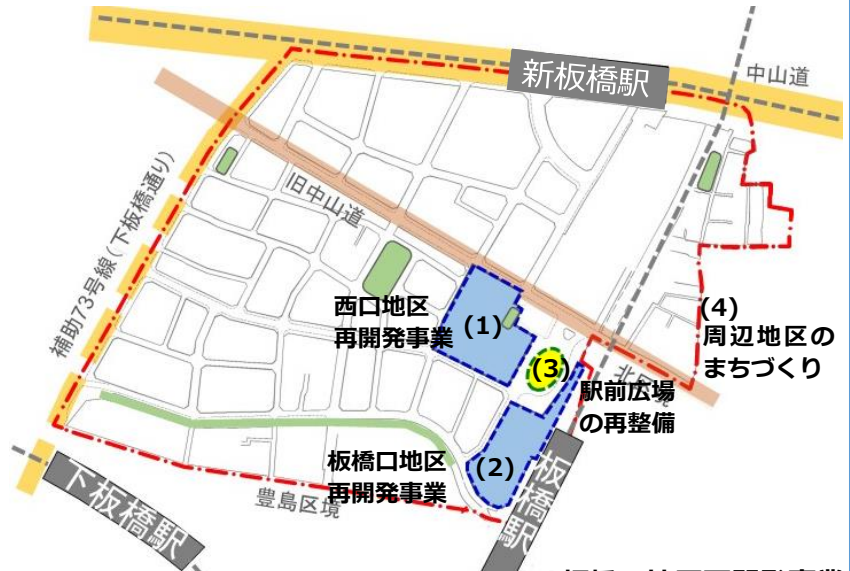 新板橋駅
中山道
補助73号線(下板橋通り)
旧中山道
西口地区
再開発事業
(1)
(3)
駅前広場
の再整備
(4)
周辺地区の
まちづくり
北区境
板橋口地区
再開発事業
(2)
豊島区境
下板橋駅
板橋駅